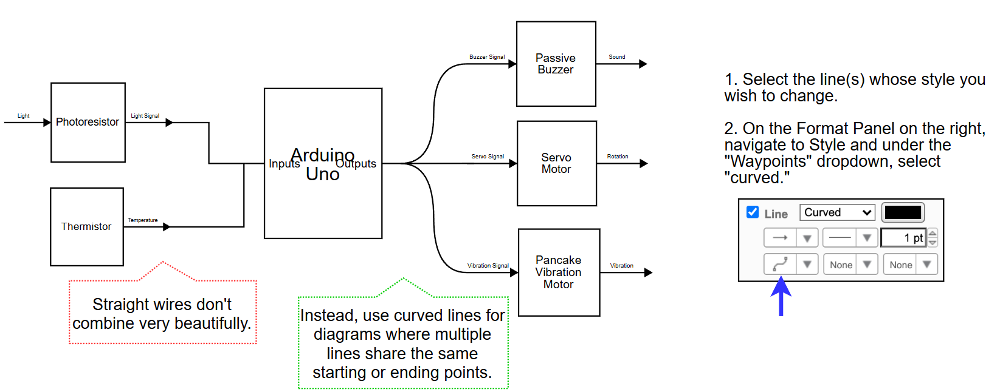 Light
Photoresistor
Light Signal
Thermistor
Temperature
Arduino
Uno
Inputs
Outputs
Buzzer Signal
Passive
Buzzer
Sound
Servo Signal
Servo
Motor
Rotation
Vibration Signal
Pancake
Vibration
Motor
Vibration
Straight wires don't
combine very beautifully.
Instead, use curved lines for
diagrams where multiple
lines share the same
starting or ending points.
1. Select the line(s) whose style you
wish to change.
2. On the Format Panel on the right,
navigate to Style and under the
"Waypoints" dropdown, select
"curved."
Line
Curved
1 pt
None
None